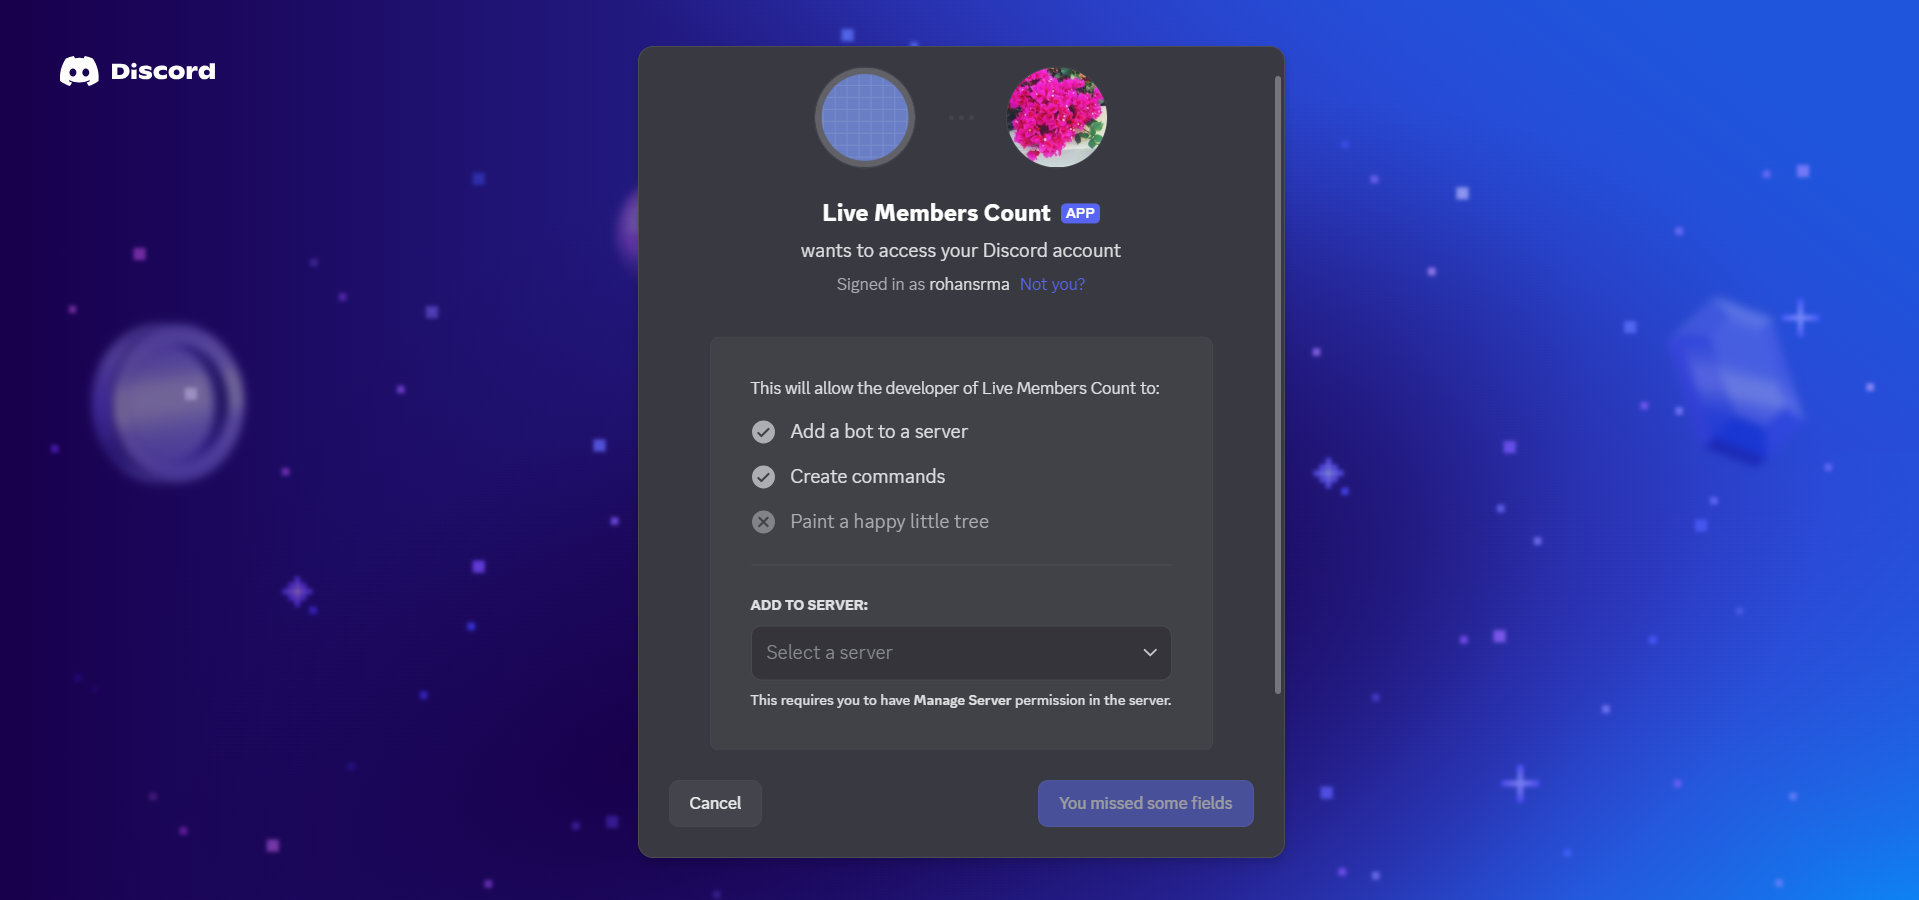 Discord
Live Members Count APP
wants to access your Discord account
Signed in as rohansrma Not you?
This will allow the developer of Live Members Count to:
Add a bot to a server
Create commands
Paint a happy little tree
ADD TO SERVER:
Select a server
This requires you to have Manage Server permission in the server.
Cancel
You missed some fields